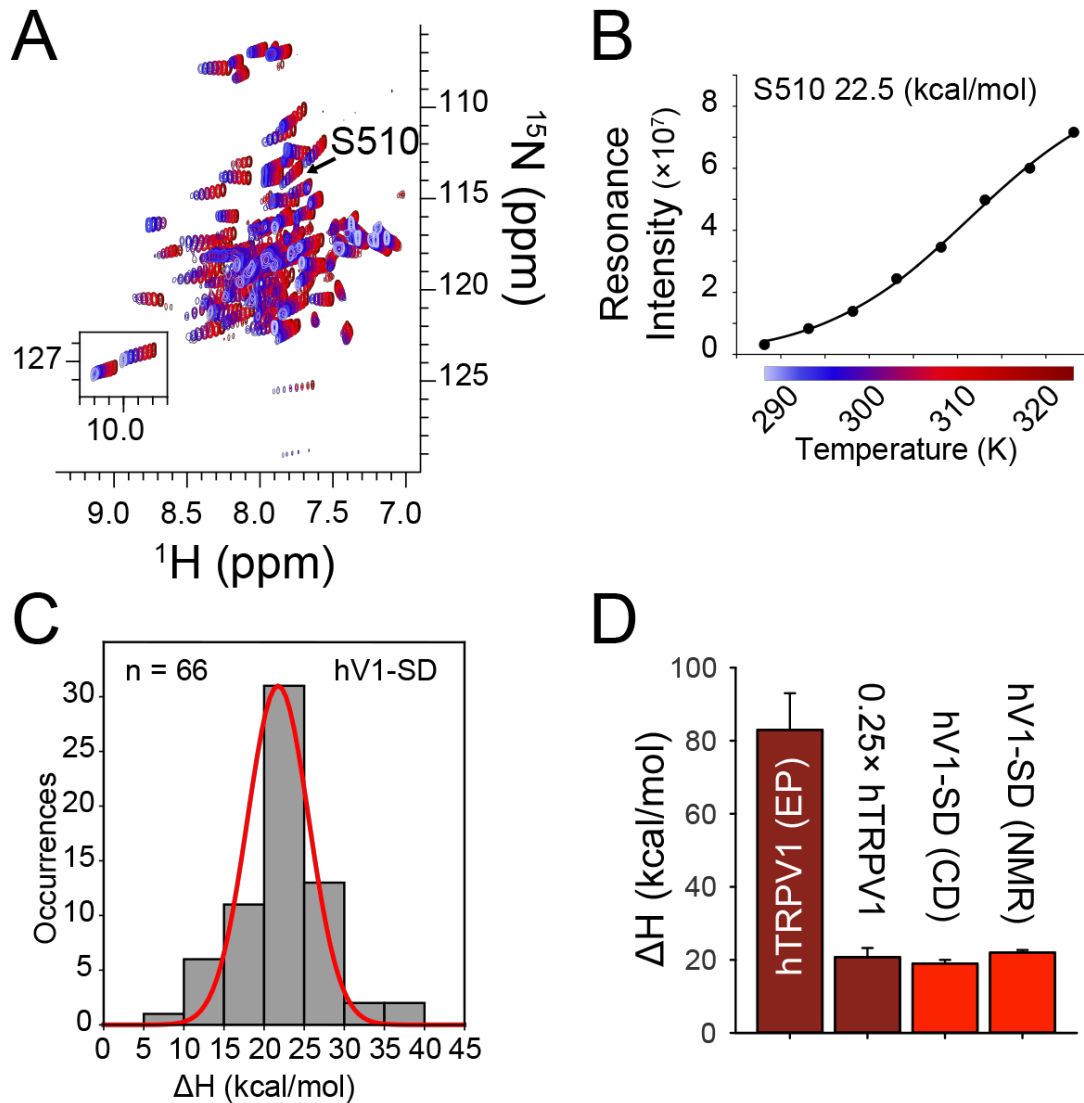 A
110
S510
115
120
125
127
10.0
9.0 8.5 8.0 7.5 7.0
¹H (ppm)
¹⁵N (ppm)
B
S510 22.5 (kcal/mol)
8
6
4
2
0
Resonance
Intensity (×10⁷)
290 300 310 320
Temperature (K)
C
n = 66 hV1-SD
30
25
20
15
10
5
0
Occurrences
0 5 10 15 20 25 30 35 40 45
ΔH (kcal/mol)
D
100
80
60
40
20
0
ΔH (kcal/mol)
hTRPV1 (EP)
0.25× hTRPV1
hV1-SD (CD)
hV1-SD (NMR)